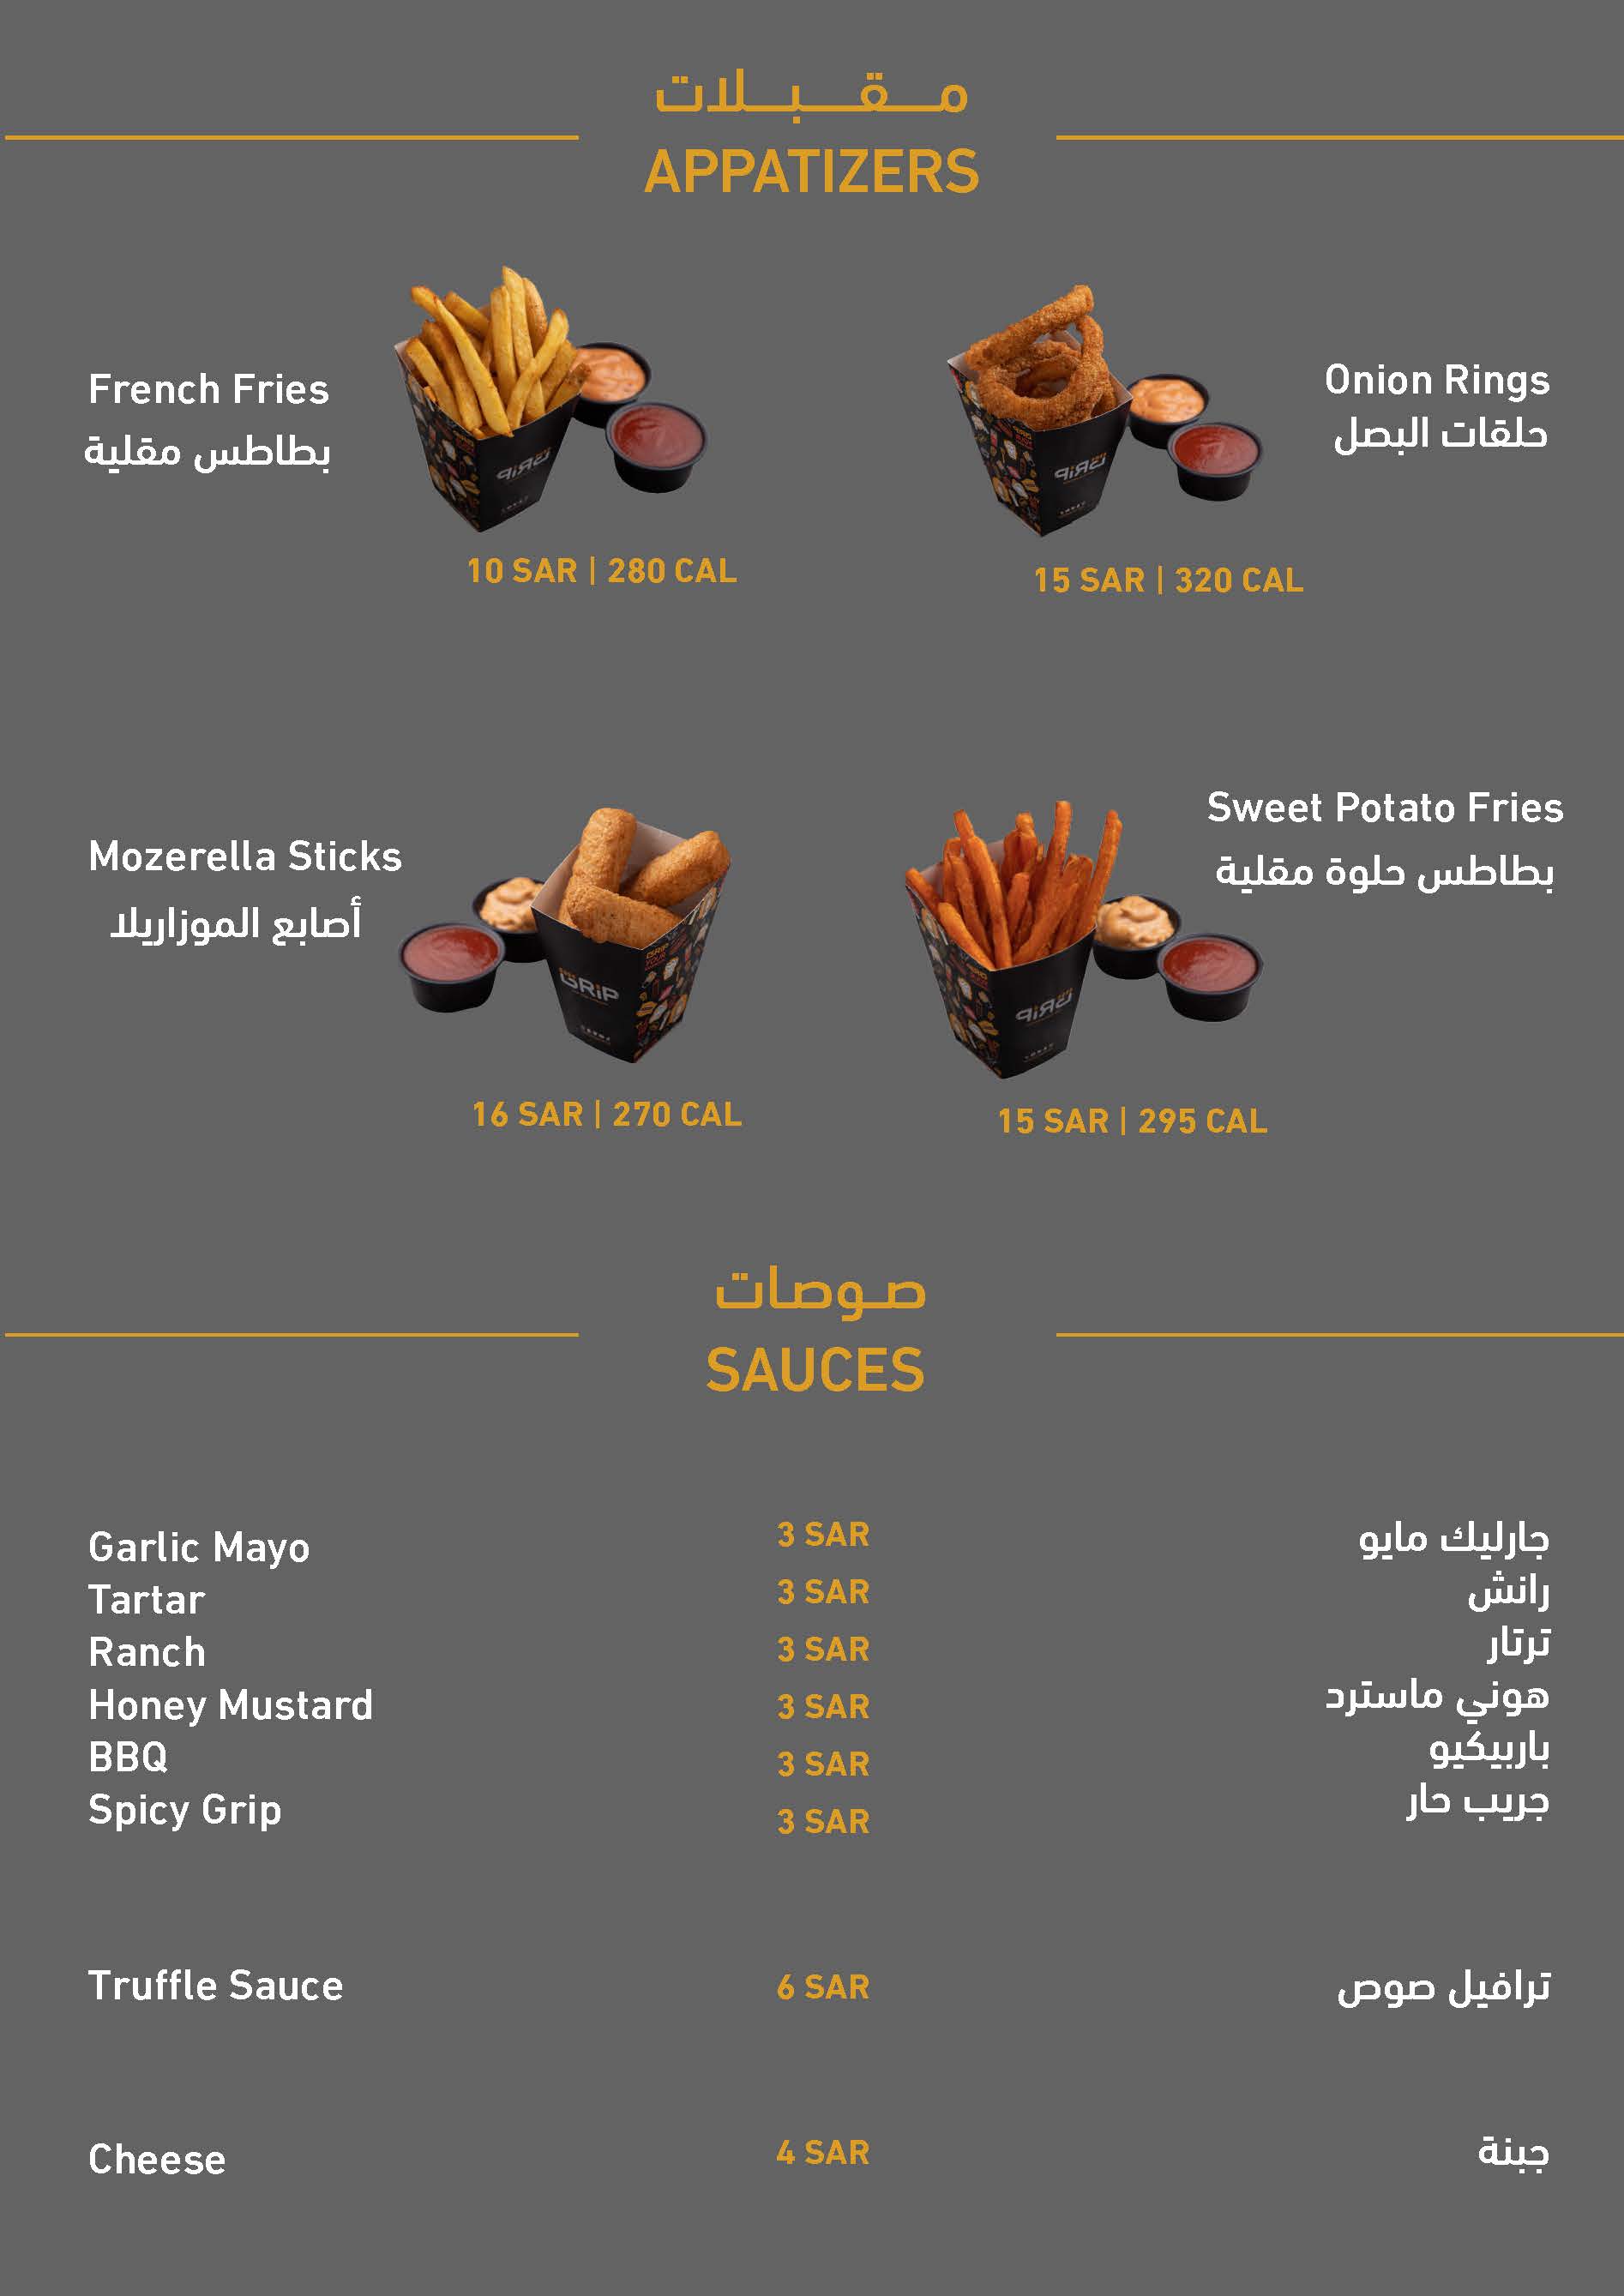 مقبلات
APPATIZERS
French Fries
بطاطس مقلية
10 SAR | 280 CAL
Onion Rings
حلقات البصل
15 SAR | 320 CAL
Mozerella Sticks
أصابع الموزاريلا
GRiP
16 SAR | 270 CAL
Sweet Potato Fries
بطاطس حلوة مقلية
15 SAR | 295 CAL
صوصات
SAUCES
Garlic Mayo 3 SAR جارليك مايو
Tartar 3 SAR رانش
Ranch 3 SAR ترتار
Honey Mustard 3 SAR هوني ماسترد
BBQ 3 SAR باربيكيو
Spicy Grip 3 SAR جريب حار
Truffle Sauce 6 SAR ترافيل صوص
Cheese 4 SAR جبنة